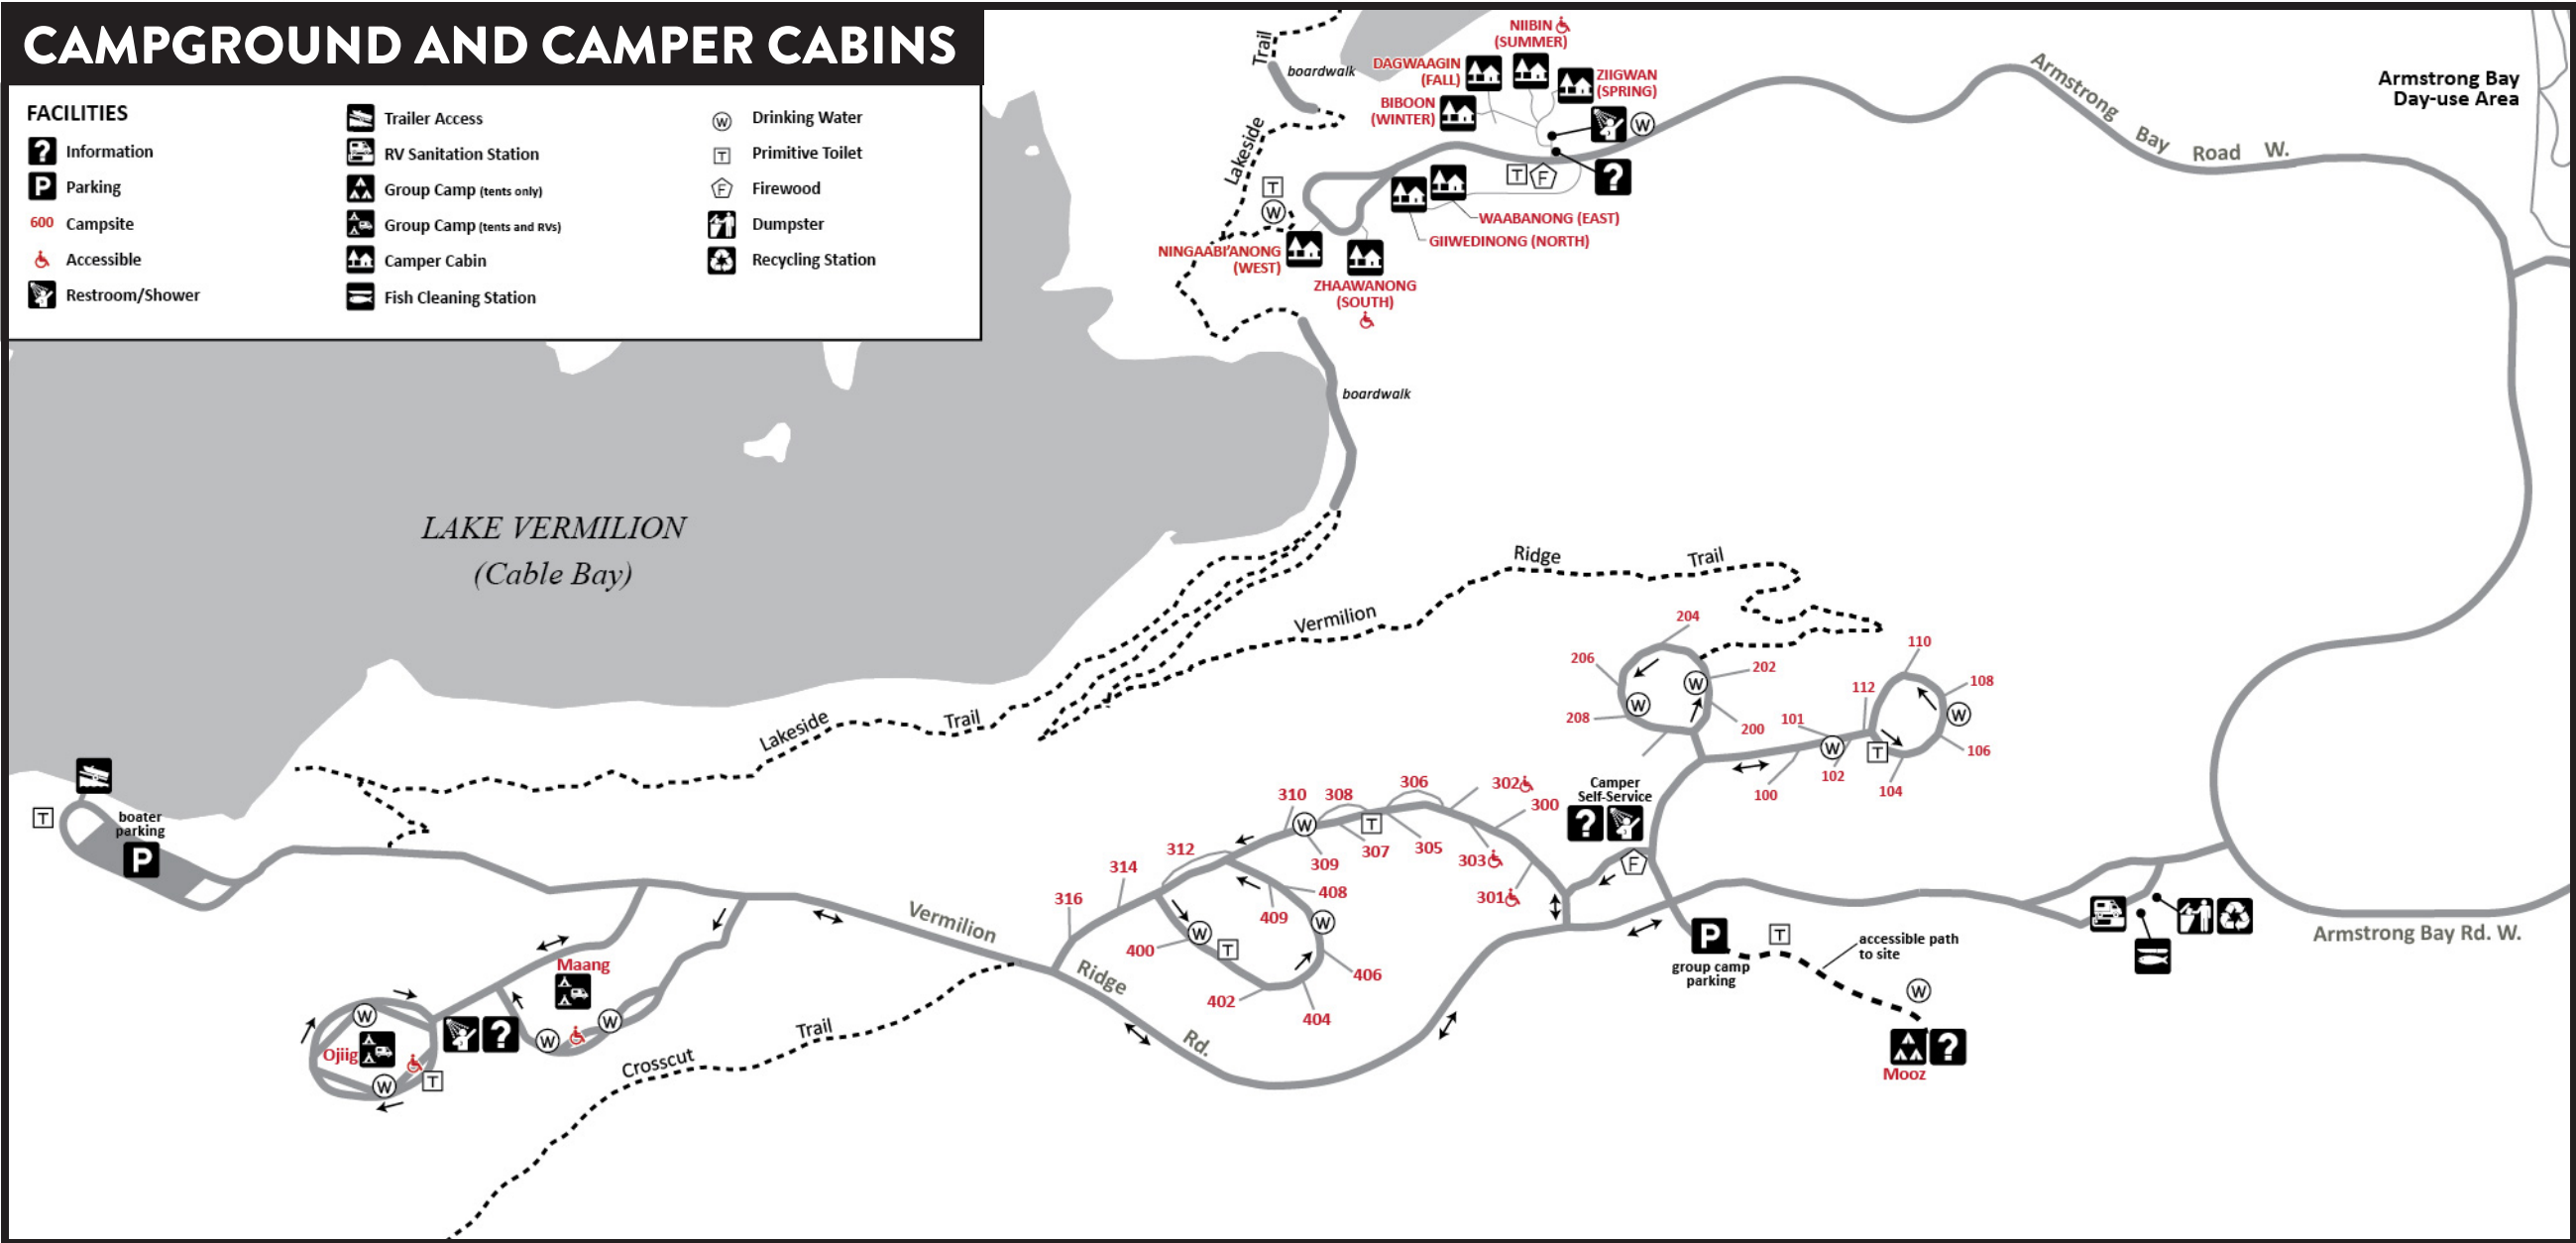 CAMPGROUND AND CAMPER CABINS
FACILITIES
? Information
P Parking
600 Campsite
Accessible
Restroom/Shower
Trailer Access
RV Sanitation Station
Group Camp (tents only)
Group Camp (tents and RVs)
Camper Cabin
Fish Cleaning Station
W Drinking Water
T Primitive Toilet
F Firewood
Dumpster
Recycling Station
Trail
boardwalk
Lakeside
NIIBIN
(SUMMER)
DAGWAAGIN
(FALL)
ZIIGWAN
(SPRING)
BIBOON
(WINTER)
W
T
F
?
T
W
WAABANONG (EAST)
GIIWEDINONG (NORTH)
NINGAABI'ANONG
(WEST)
ZHAAWANONG
(SOUTH)
Armstrong Bay Road W.
Armstrong Bay
Day-use Area
boardwalk
LAKE VERMILION
(Cable Bay)
Vermilion Ridge Trail
Lakeside Trail
204
206
202
W
W
208
200
110
108
112
W
101
W
T
106
102
100
104
Camper
Self-Service
?
F
T
boater
parking
P
310
308
306
302
300
W
T
312
309
307
305
303
314
301
316
408
409
W
400
W
T
406
402
404
Vermilion Ridge Rd.
Maang
W
W
?
Ojiig
W
W
T
Crosscut Trail
P
group camp
parking
T
accessible path
to site
W
?
Mooz
Armstrong Bay Rd. W.